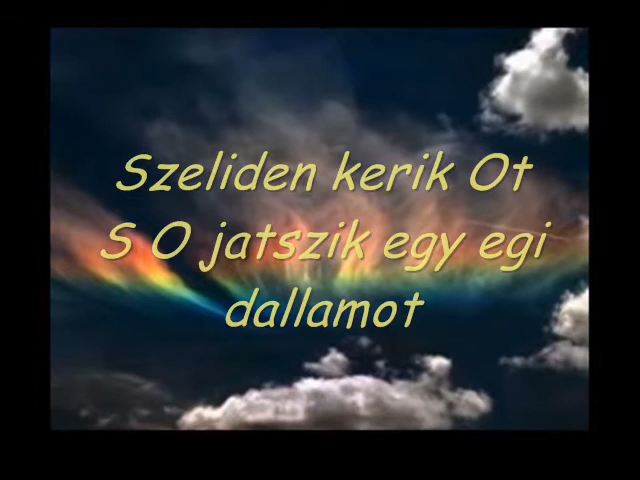 Szeliden kerik Ot
S O jatszik egy egi
dallamot